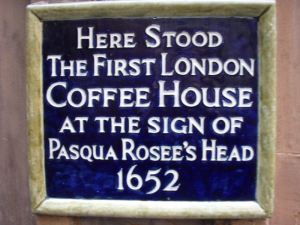 HERE STOOD
THE FIRST LONDON
COFFEE HOUSE
AT THE SIGN OF
PASQUA ROSEE'S HEAD
1652